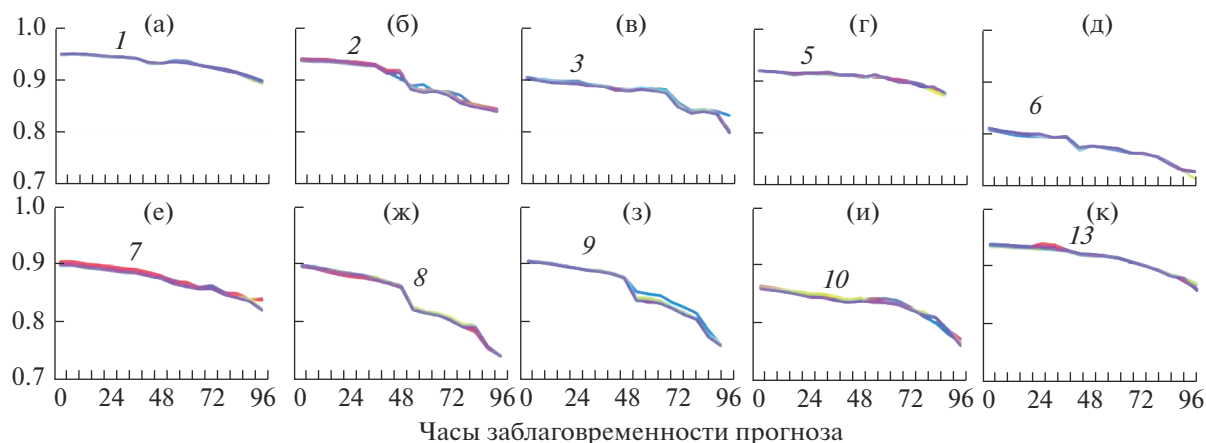 1.0 (а) (б) (в) (г) (д)
1 2 3 5
0.9
6
0.8
0.7
(е) (ж) (з) (и) (к)
7 8 9 10 13
0.9
0.8
0.7
0 24 48 72 96 0 24 48 72 96 0 24 48 72 96 0 24 48 72 96 0 24 48 72 96
Часы заблаговременности прогноза